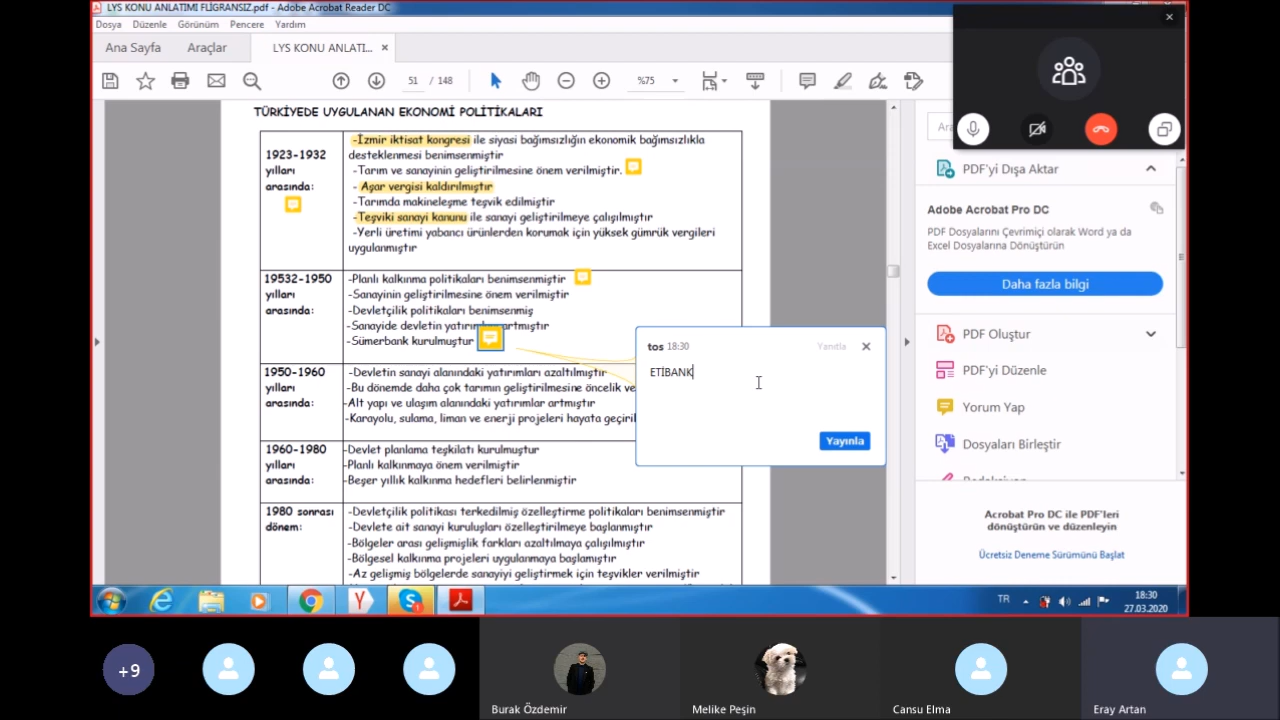 LYS KONU ANLATIMI FLİGRANSIZ.pdf - Adobe Acrobat Reader DC
Dosya Düzenle Görünüm Pencere Yardım
Ana Sayfa Araçlar LYS KONU ANLATI... ×
51 / 148 %75
TÜRKİYEDE UYGULANAN EKONOMİ POLİTİKALARI
1923-1932
yılları
arasında:
-İzmir iktisat kongresi ile siyasi bağımsızlığın ekonomik bağımsızlıkla
desteklenmesi benimsenmiştir
-Tarım ve sanayinin geliştirilmesine önem verilmiştir.
- Aşar vergisi kaldırılmıştır
-Tarımda makineleşme teşvik edilmiştir
-Teşviki sanayi kanunu ile sanayi geliştirilmeye çalışılmıştır
-Yerli üretimi yabancı ürünlerden korumak için yüksek gümrük vergileri
uygulanmıştır
19532-1950
yılları
arasında:
-Planlı kalkınma politikaları benimsenmiştir
-Sanayinin geliştirilmesine önem verilmiştir
-Devletçilik politikaları benimsenmiş
-Sanayide devletin yatırımları artmıştır
-Sümerbank kurulmuştur
1950-1960
yılları
arasında:
-Devletin sanayi alanındaki yatırımları azaltılmıştır
-Bu dönemde daha çok tarımın geliştirilmesine öncelik ve
-Alt yapı ve ulaşım alanındaki yatırımlar artmıştır
-Karayolu, sulama, liman ve enerji projeleri hayata geçiril
1960-1980
yılları
arasında:
-Devlet planlama teşkilatı kurulmuştur
-Planlı kalkınmaya önem verilmiştir
-Beşer yıllık kalkınma hedefleri belirlenmiştir
1980 sonrası
dönem:
-Devletçilik politikası terkedilmiş özelleştirme politikaları benimsenmiştir
-Devlete ait sanayi kuruluşları özelleştirilmeye başlanmıştır
-Bölgeler arası gelişmişlik farkları azaltılmaya çalışılmıştır
-Bölgesel kalkınma projeleri uygulanmaya başlamıştır
-Az gelişmiş bölgelerde sanayiyi geliştirmek için teşvikler verilmiştir
tos 18:30 Yanıtla
ETİBANK
Yayınla
Ara
PDF'yi Dışa Aktar
Adobe Acrobat Pro DC
PDF Dosyalarını Çevrimiçi olarak Word ya da
Excel Dosyalarına Dönüştürün
Daha fazla bilgi
PDF Oluştur
PDF'yi Düzenle
Yorum Yap
Dosyaları Birleştir
Acrobat Pro DC ile PDF'leri
dönüştürün ve düzenleyin
Ücretsiz Deneme Sürümünü Başlat
TR
18:30
27.03.2020
+9
Burak Özdemir
Melike Peşin
Cansu Elma
Eray Artan